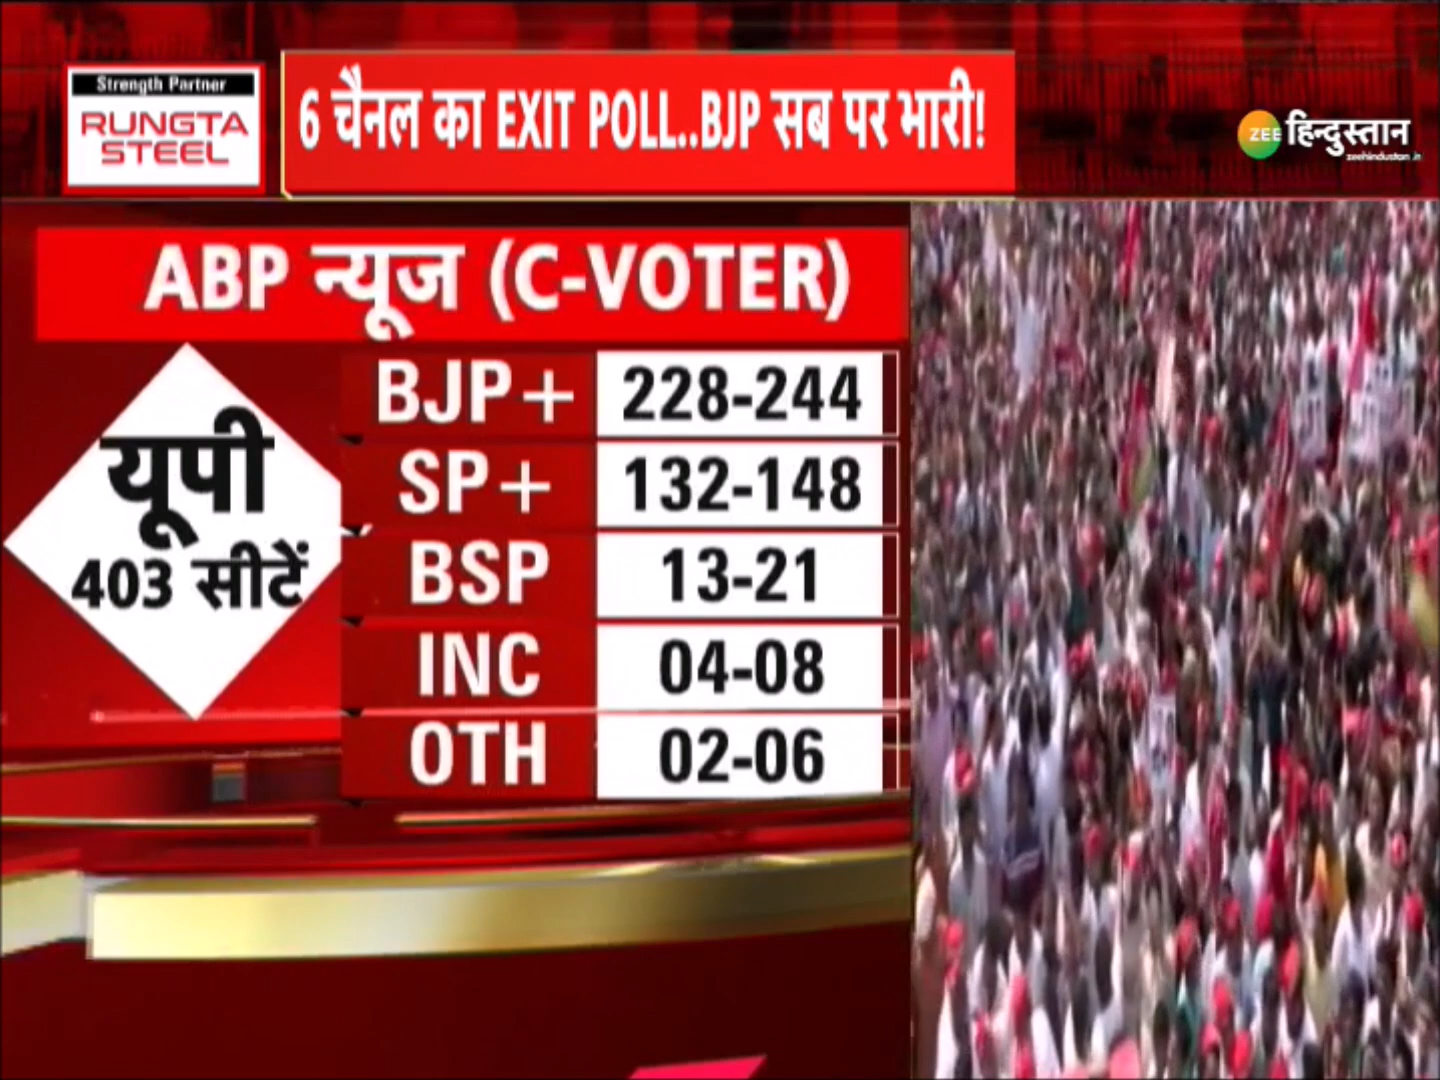 Strength Partner
RUNGTA
STEEL
6 चैनल का EXIT POLL..BJP सब पर भारी!
ZEE हिन्दुस्तान
zeehindustan.in
ABP न्यूज (C-VOTER)
यूपी
403 सीटें
BJP+ 228-244
SP+ 132-148
BSP 13-21
INC 04-08
OTH 02-06